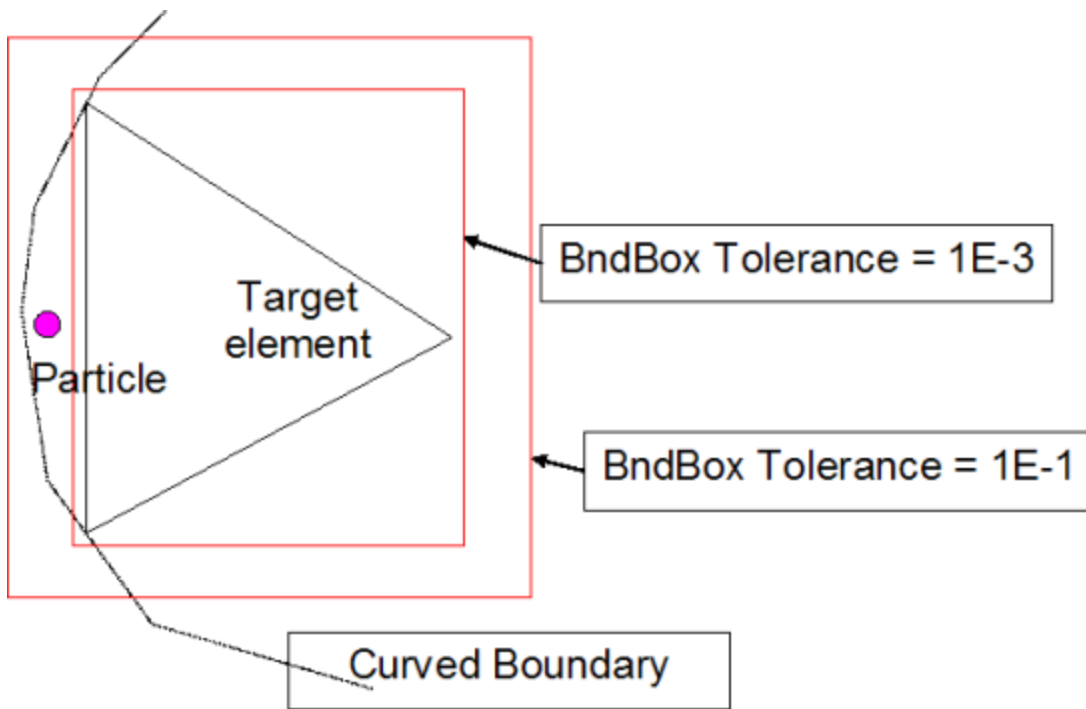 BndBox Tolerance = 1E-3
Target
element
Particle
BndBox Tolerance = 1E-1
Curved Boundary